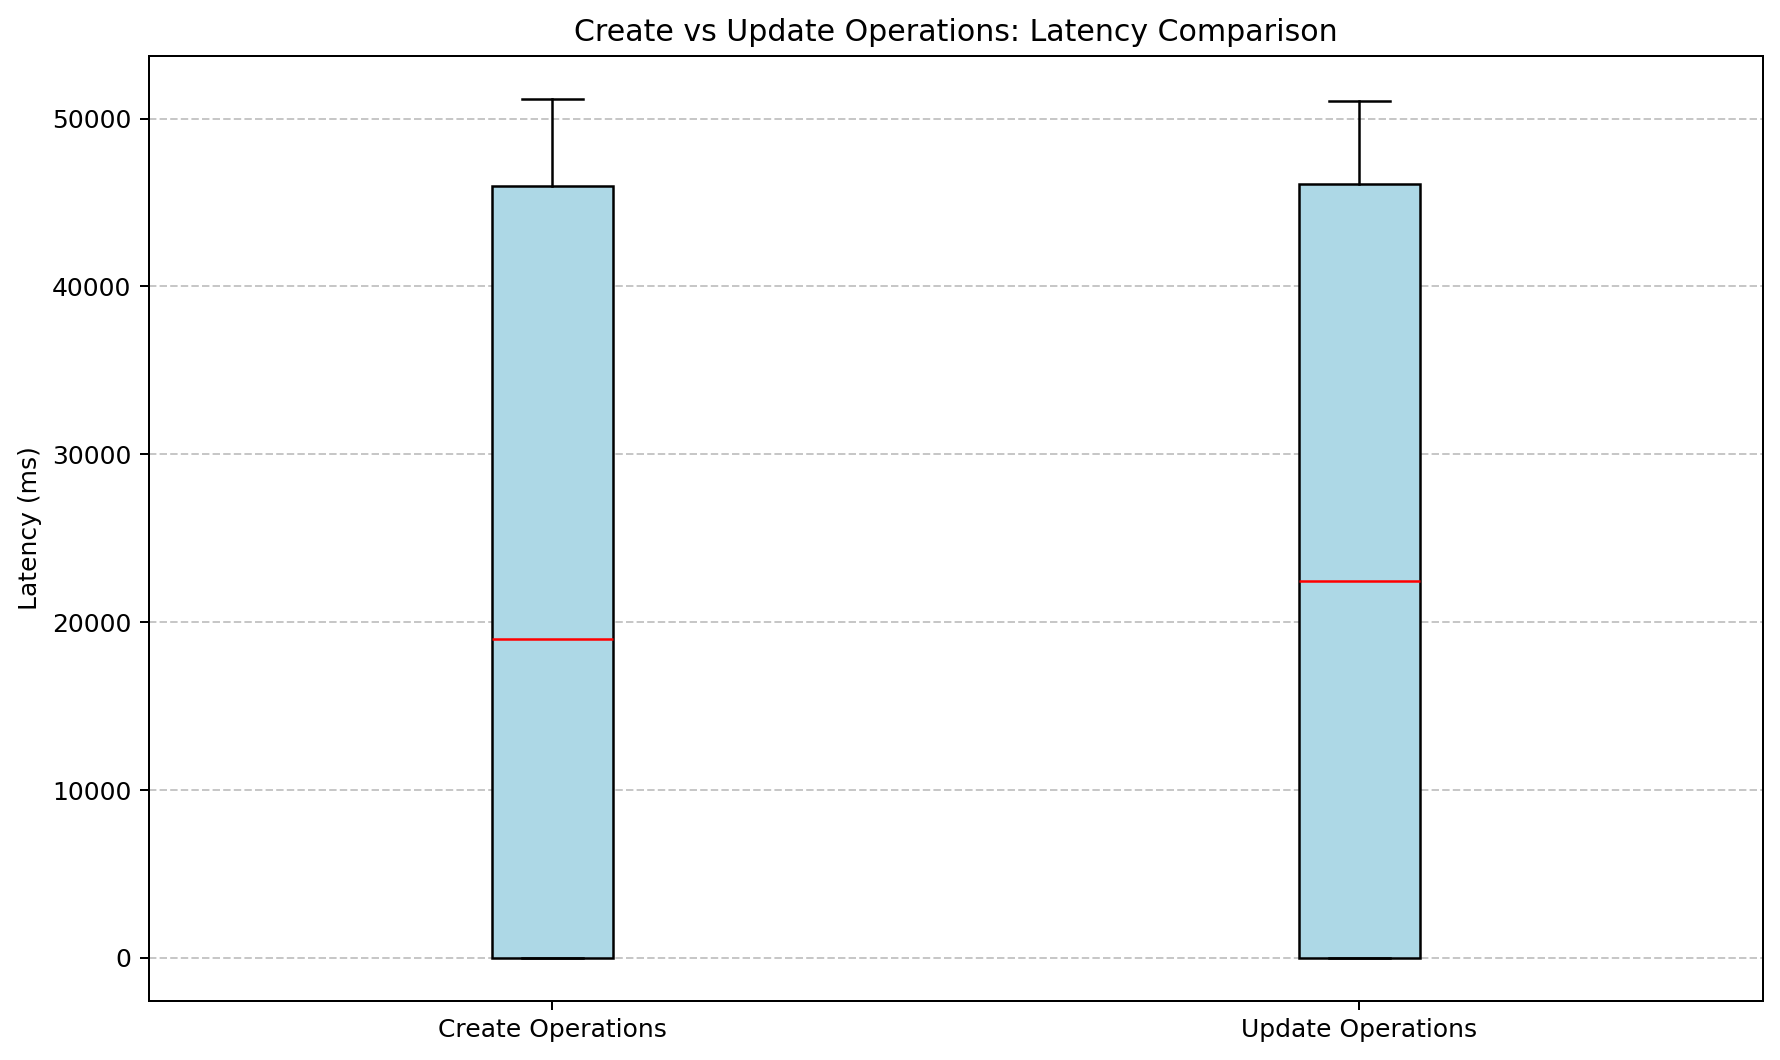 Create vs Update Operations: Latency Comparison
Latency (ms)
50000
40000
30000
20000
10000
0
Create Operations
Update Operations